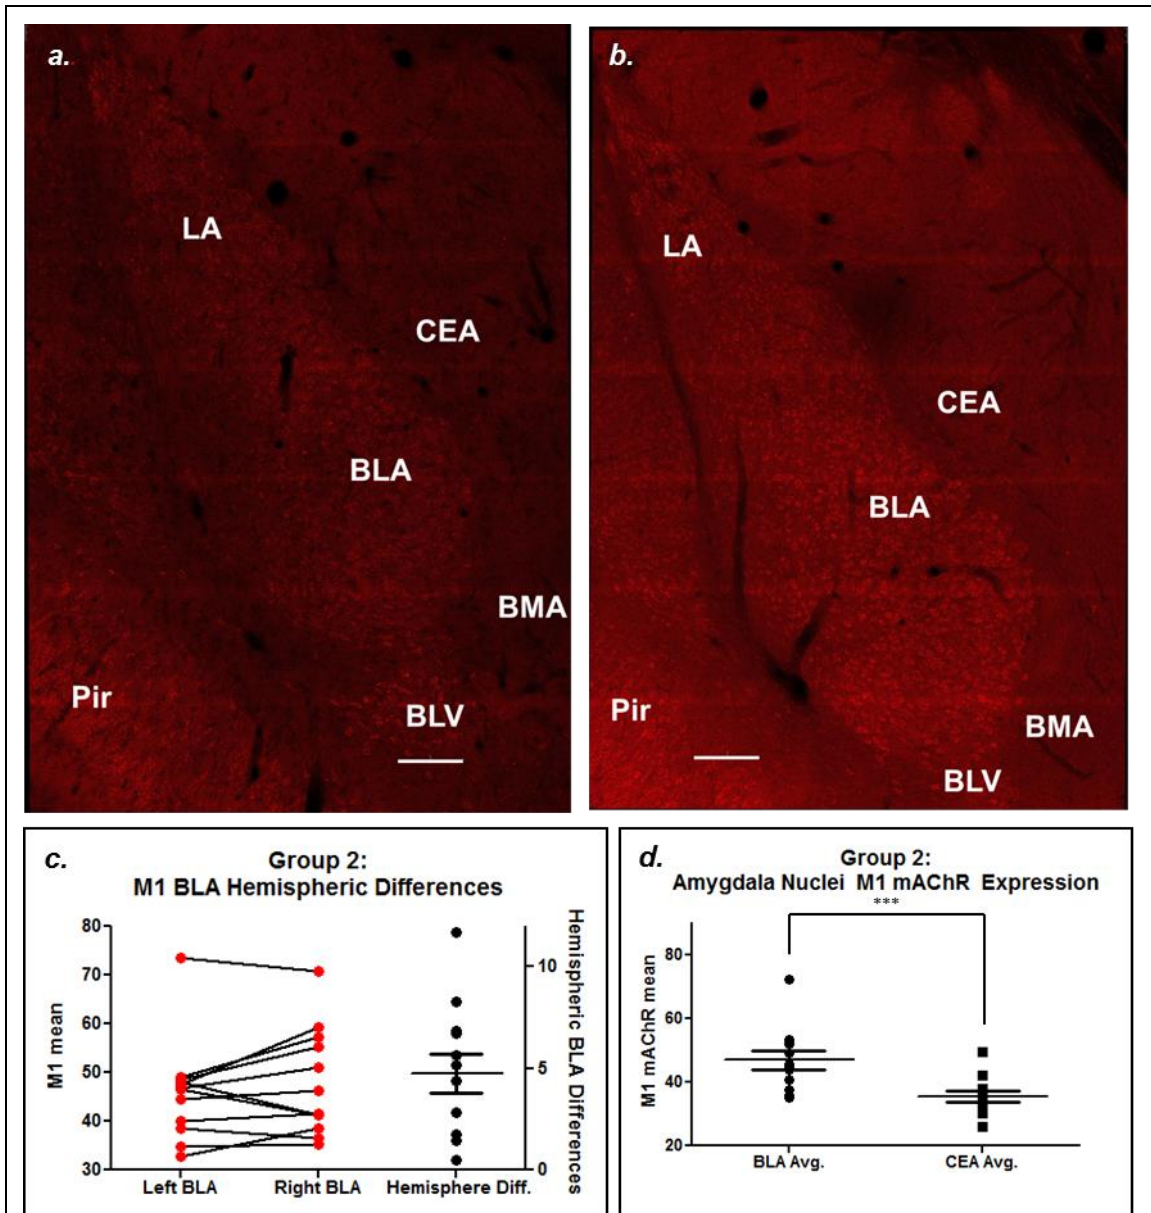 a.
LA
CEA
BLA
BMA
Pir
BLV
b.
LA
CEA
BLA
Pir
BMA
BLV
c.
Group 2:
M1 BLA Hemispheric Differences
M1 mean
80
70
60
50
40
30
Left BLA
Right BLA
Hemisphere Diff.
10
5
0
Hemispheric BLA Differences
d.
Group 2:
Amygdala Nuclei M1 mAChR Expression
***
M1 mAChR mean
80
60
40
20
BLA Avg.
CEA Avg.